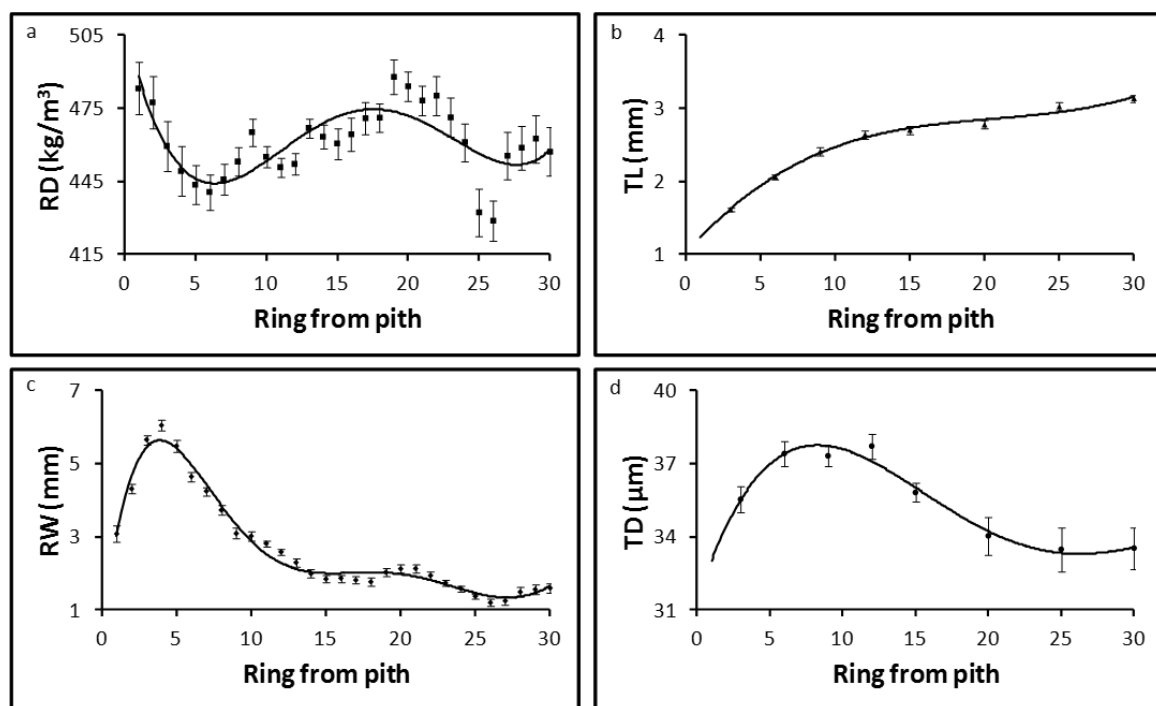 a
505
475
445
415
RD (kg/m³)
0 5 10 15 20 25 30
Ring from pith
b
4
3
2
1
TL (mm)
0 5 10 15 20 25 30
Ring from pith
c
7
5
3
1
RW (mm)
0 5 10 15 20 25 30
Ring from pith
d
40
37
34
31
TD (μm)
0 5 10 15 20 25 30
Ring from pith